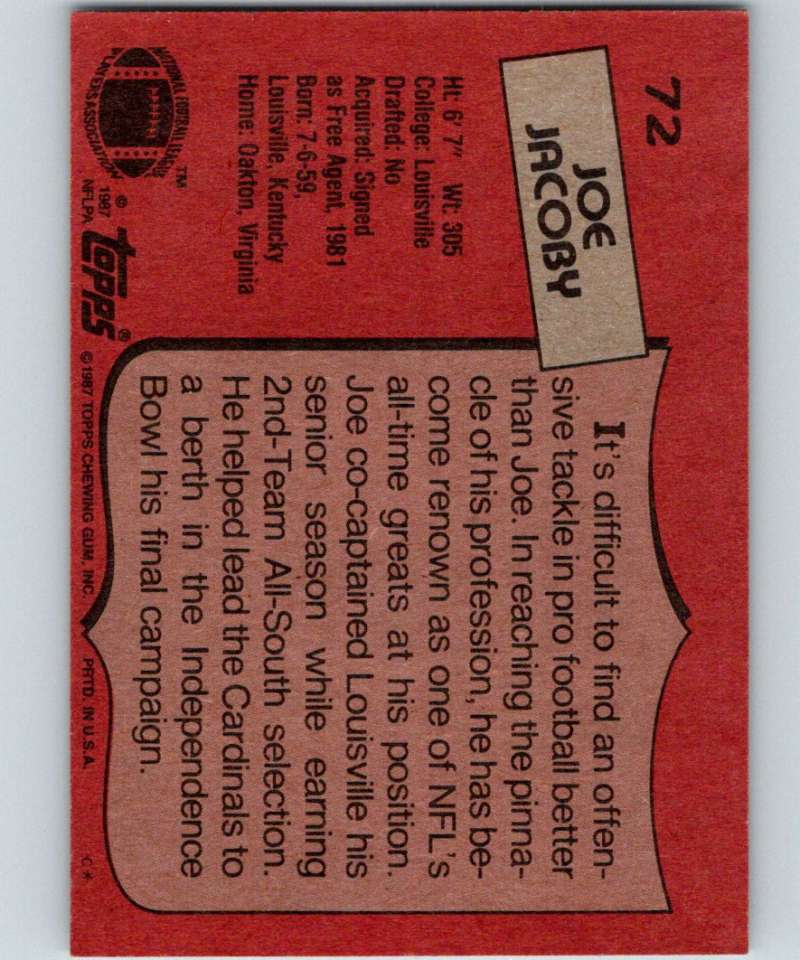 72
JOE
JACOBY
Ht: 6' 7" Wt: 305
College: Louisville
Drafted: No
Acquired: Signed
as Free Agent, 1981
Born: 7-6-59,
Louisville, Kentucky
Home: Oakton, Virginia
NATIONAL FOOTBALL LEAGUE
PLAYERS ASSOCIATION
™
© 1987
NFLPA
It's difficult to find an offen-
sive tackle in pro football better
than Joe. In reaching the pinna-
cle of his profession, he has be-
come renown as one of NFL's
all-time greats at his position.
Joe co-captained Louisville his
senior season while earning
2nd-Team All-South selection.
He helped lead the Cardinals to
a berth in the Independence
Bowl his final campaign.
topps®
©1987 TOPPS CHEWING GUM, INC. PRTD. IN U.S.A. C*